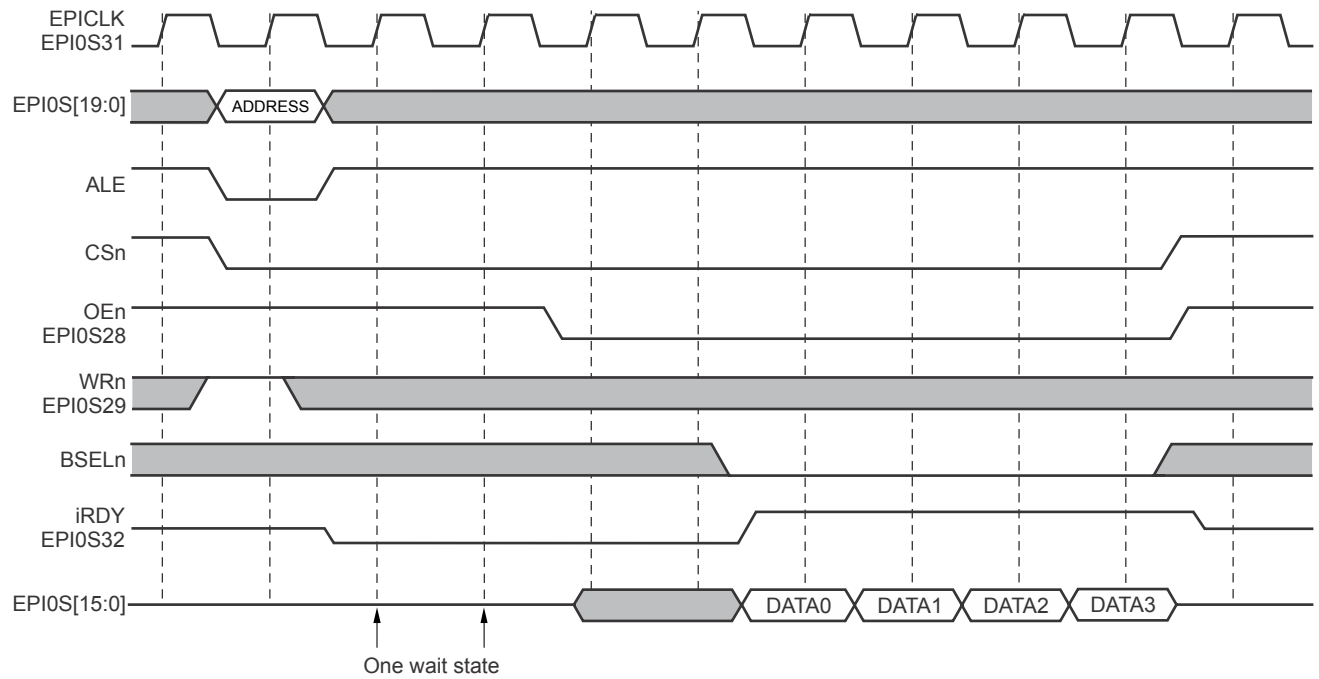 EPICLK
EPI0S31
EPI0S[19:0]
ADDRESS
ALE
CSn
OEn
EPI0S28
WRn
EPI0S29
BSELn
iRDY
EPI0S32
EPI0S[15:0]
DATA0
DATA1
DATA2
DATA3
One wait state